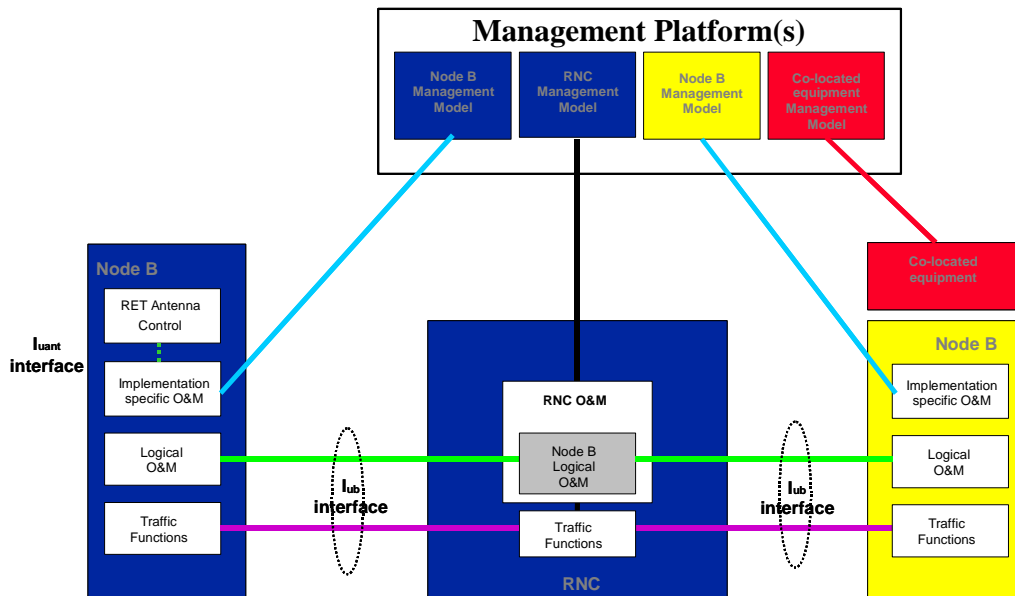 Management Platform(s)
Node B
Management
Model
RNC
Management
Model
Node B
Management
Model
Co-located
equipment
Management
Model
Node B
RET Antenna
Control
Iuant
interface
Implementation
specific O&M
Logical
O&M
Traffic
Functions
Iub
interface
RNC O&M
Node B
Logical
O&M
Traffic
Functions
RNC
Iub
interface
Co-located
equipment
Node B
Implementation
specific O&M
Logical
O&M
Traffic
Functions